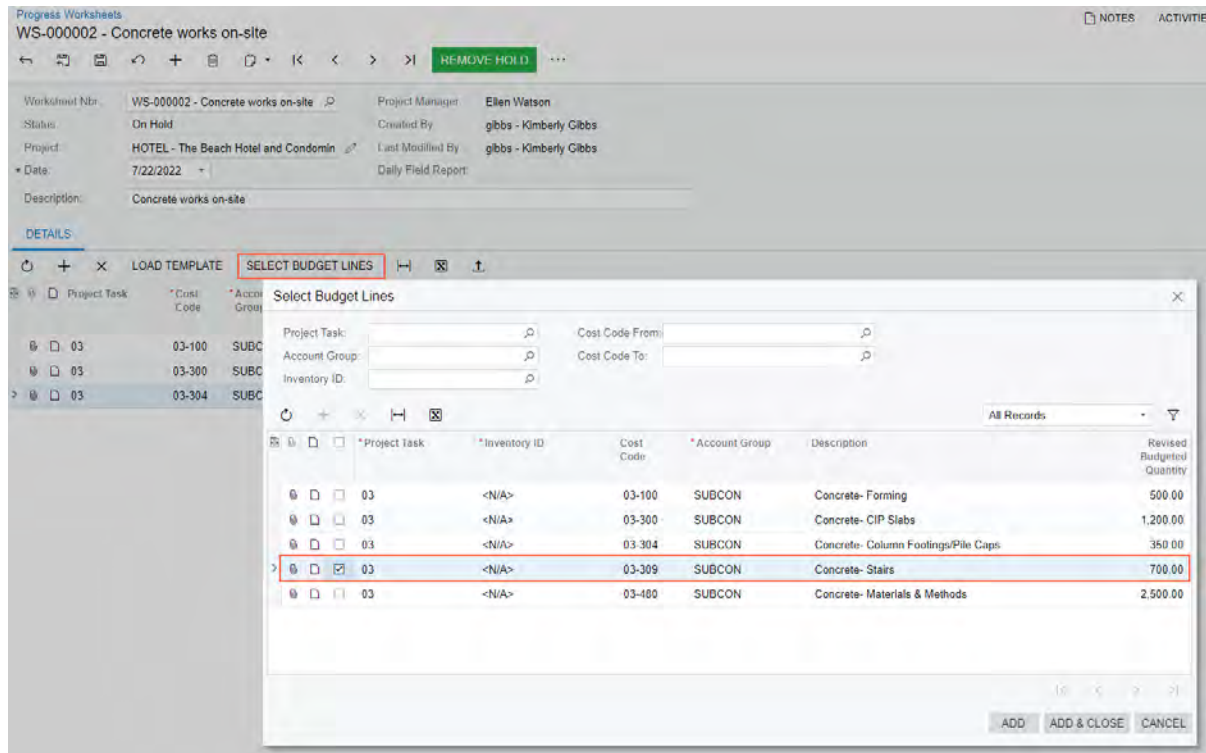 Progress Worksheets
WS-000002 - Concrete works on-site
NOTES ACTIVITIE
REMOVE HOLD ...
Worksheet Nbr.: WS-000002 - Concrete works on-site Project Manager: Ellen Watson
Status: On Hold Created By: gibbs - Kimberly Gibbs
Project: HOTEL - The Beach Hotel and Condomin Last Modified By: gibbs - Kimberly Gibbs
* Date: 7/22/2022 Daily Field Report:
Description: Concrete works on-site
DETAILS
LOAD TEMPLATE SELECT BUDGET LINES
Project Task *Cost Code *Accou Group
03 03-100 SUBC
03 03-300 SUBC
03 03-304 SUBC
Select Budget Lines
Project Task: Cost Code From:
Account Group: Cost Code To:
Inventory ID:
All Records
*Project Task *Inventory ID Cost Code *Account Group Description Revised Budgeted Quantity
03 <N/A> 03-100 SUBCON Concrete- Forming 500.00
03 <N/A> 03-300 SUBCON Concrete- CIP Slabs 1,200.00
03 <N/A> 03-304 SUBCON Concrete- Column Footings/Pile Caps 350.00
03 <N/A> 03-309 SUBCON Concrete- Stairs 700.00
03 <N/A> 03-480 SUBCON Concrete- Materials & Methods 2,500.00
ADD ADD & CLOSE CANCEL